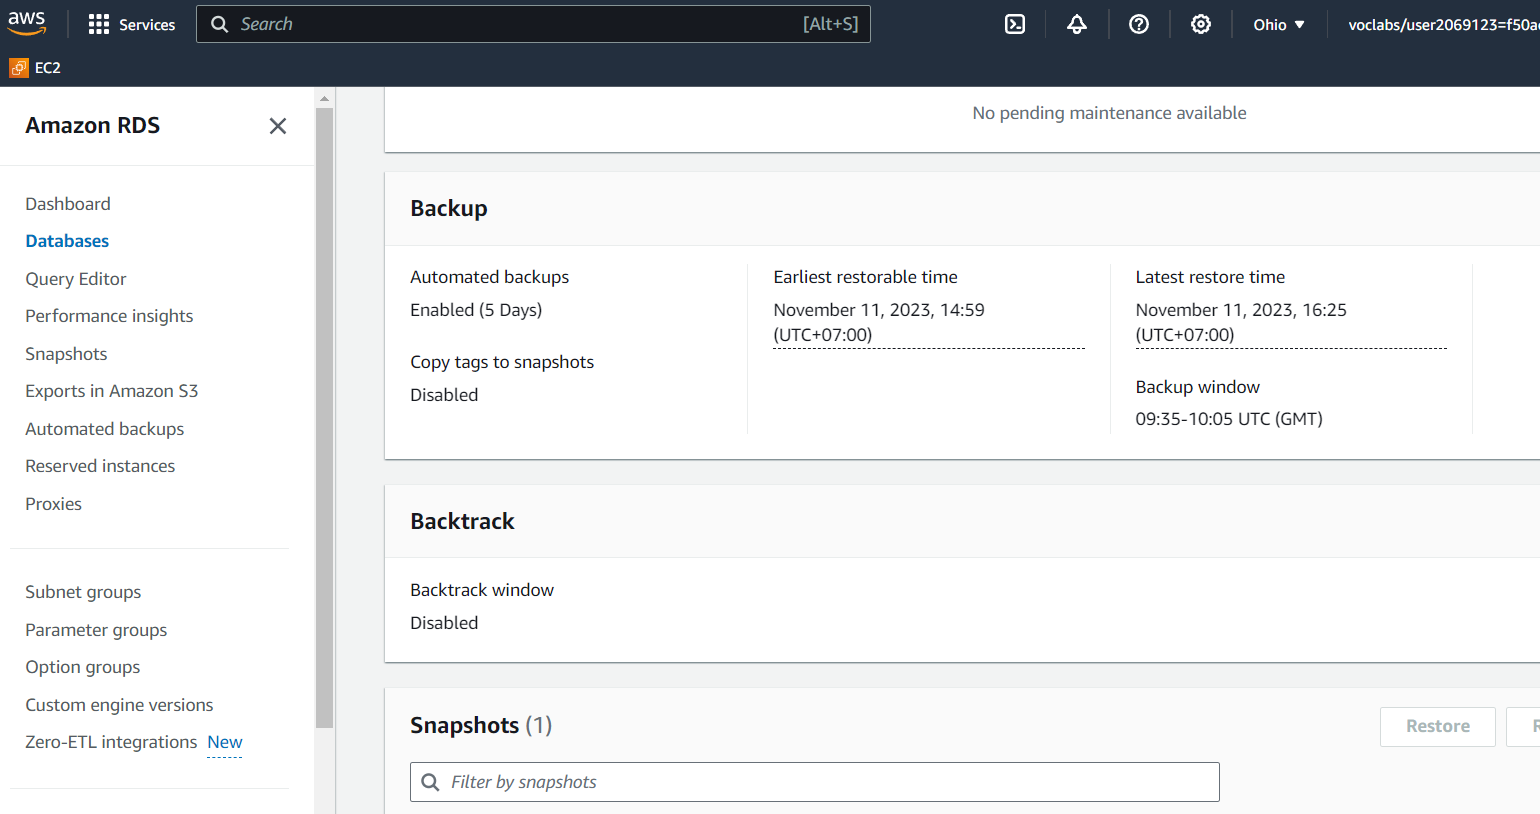 aws
Services
Search
[Alt+S]
Ohio
voclabs/user2069123=f50a
EC2
Amazon RDS
Dashboard
Databases
Query Editor
Performance insights
Snapshots
Exports in Amazon S3
Automated backups
Reserved instances
Proxies
Subnet groups
Parameter groups
Option groups
Custom engine versions
Zero-ETL integrations New
No pending maintenance available
Backup
Automated backups
Enabled (5 Days)
Copy tags to snapshots
Disabled
Earliest restorable time
November 11, 2023, 14:59
(UTC+07:00)
Latest restore time
November 11, 2023, 16:25
(UTC+07:00)
Backup window
09:35-10:05 UTC (GMT)
Backtrack
Backtrack window
Disabled
Snapshots (1)
Restore
Filter by snapshots